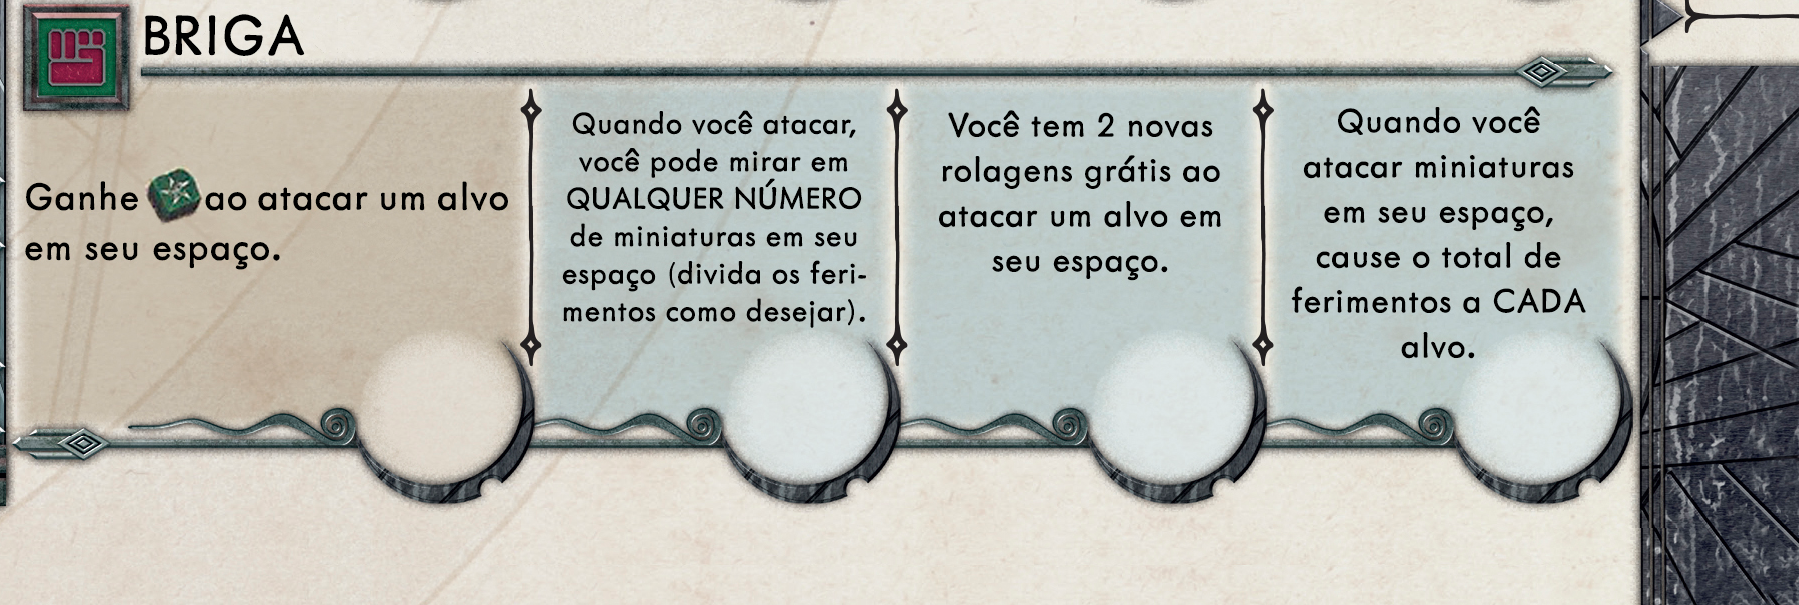 BRIGA
Ganhe ao atacar um alvo
em seu espaço.
Quando você atacar,
você pode mirar em
QUALQUER NÚMERO
de miniaturas em seu
espaço (divida os feri-
mentos como desejar).
Você tem 2 novas
rolagens grátis ao
atacar um alvo em
seu espaço.
Quando você
atacar miniaturas
em seu espaço,
cause o total de
ferimentos a CADA
alvo.